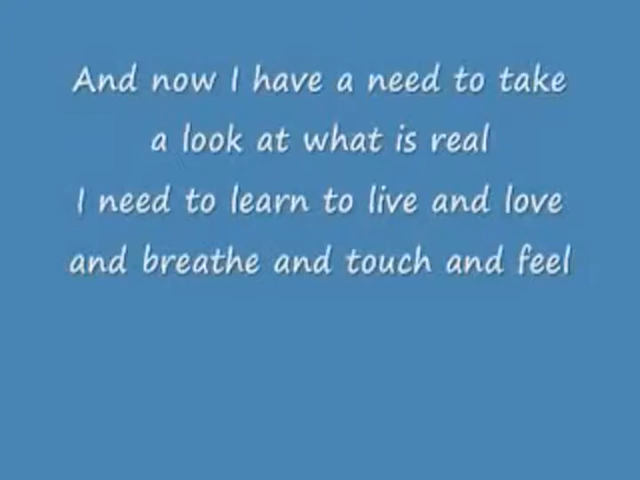 And now I have a need to take
a look at what is real
I need to learn to live and love
and breathe and touch and feel